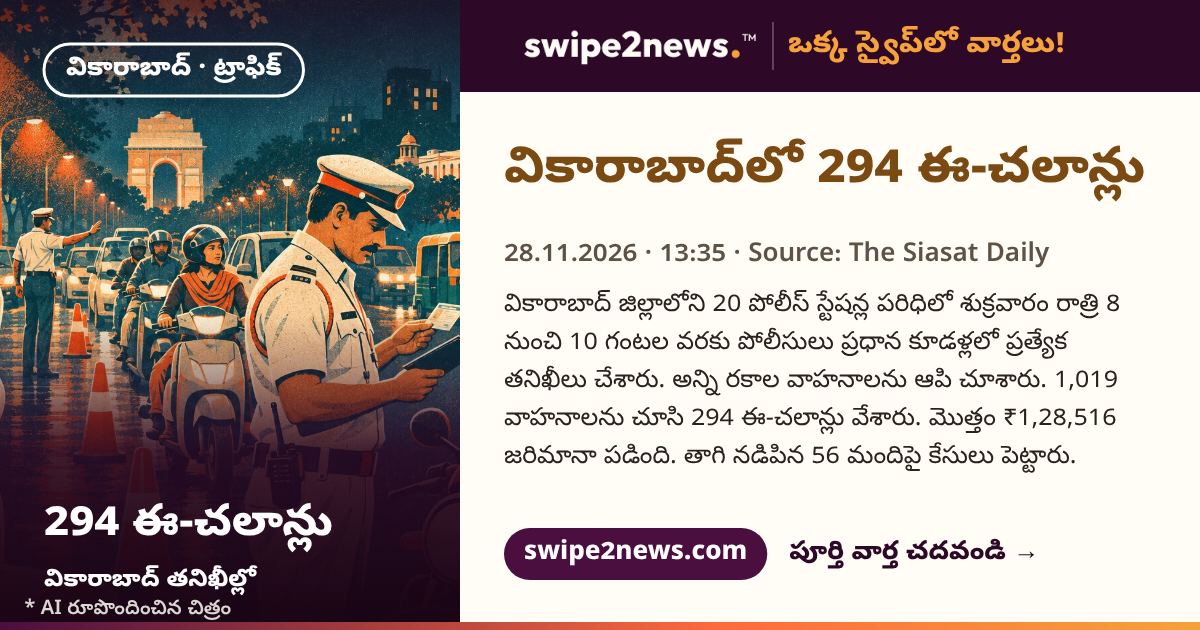 వికారాబాద్ · ట్రాఫిక్
294 ఈ-చలాన్లు
వికారాబాద్ తనిఖీల్లో
* AI రూపొందించిన చిత్రం
swipe2news.™ ఒక్క స్వైప్‌లో వార్తలు!
వికారాబాద్‌లో 294 ఈ-చలాన్లు
28.11.2026 · 13:35 · Source: The Siasat Daily
వికారాబాద్ జిల్లాలోని 20 పోలీస్ స్టేషన్ల పరిధిలో శుక్రవారం రాత్రి 8
నుంచి 10 గంటల వరకు పోలీసులు ప్రధాన కూడళ్లలో ప్రత్యేక
తనిఖీలు చేశారు. అన్ని రకాల వాహనాలను ఆపి చూశారు. 1,019
వాహనాలను చూసి 294 ఈ-చలాన్లు వేశారు. మొత్తం ₹1,28,516
జరిమానా పడింది. తాగి నడిపిన 56 మందిపై కేసులు పెట్టారు.
swipe2news.com పూర్తి వార్త చదవండి →